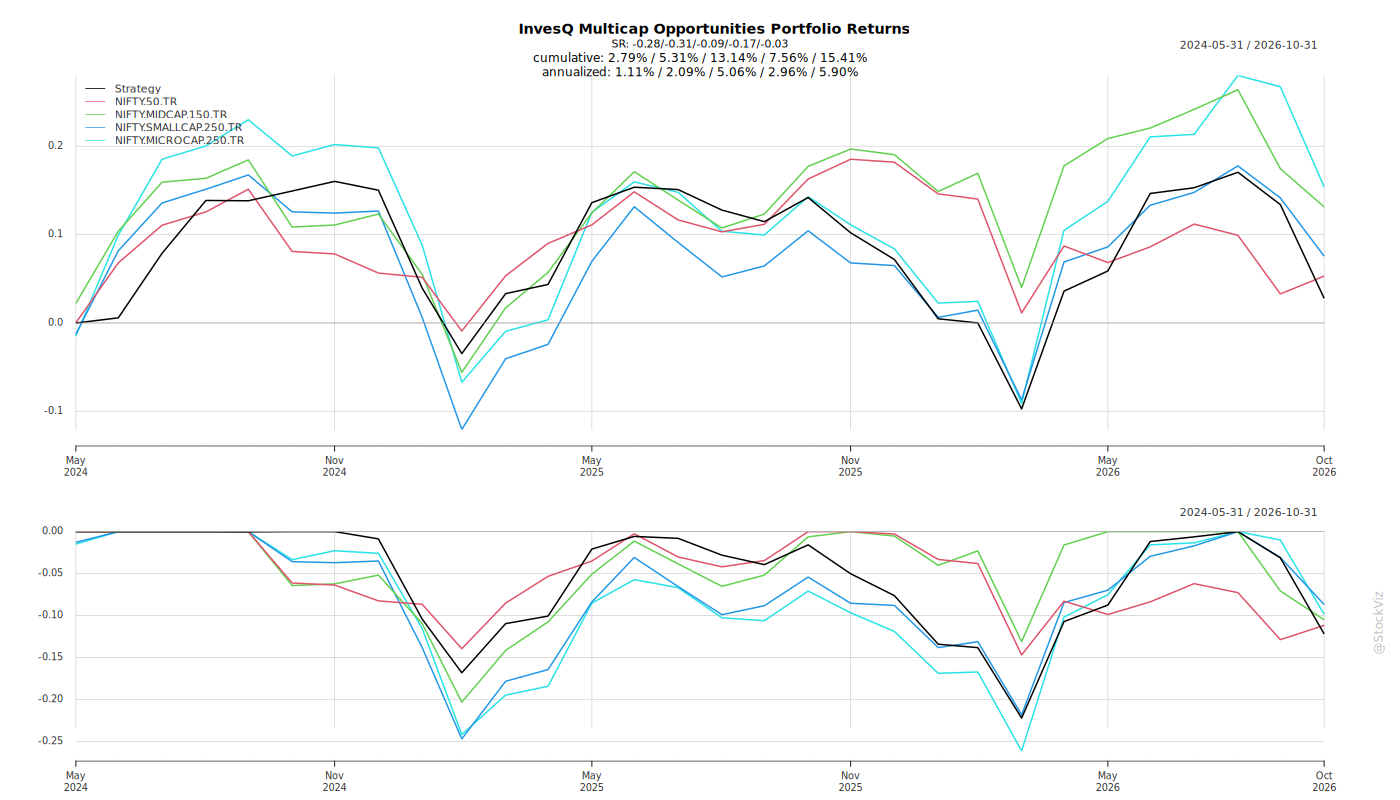 InvesQ Multicap Opportunities Portfolio Returns
SR: -0.28/-0.31/-0.09/-0.17/-0.03
cumulative: 2.79% / 5.31% / 13.14% / 7.56% / 15.41%
annualized: 1.11% / 2.09% / 5.06% / 2.96% / 5.90%
2024-05-31 / 2026-10-31
Strategy
NIFTY.50.TR
NIFTY.MIDCAP.150.TR
NIFTY.SMALLCAP.250.TR
NIFTY.MICROCAP.250.TR
0.2
0.1
0.0
-0.1
May Nov May Nov May Oct
2024 2024 2025 2025 2026 2026
2024-05-31 / 2026-10-31
0.00
-0.05
-0.10
-0.15
-0.20
-0.25
May Nov May Nov May Oct
2024 2024 2025 2025 2026 2026
@StockViz